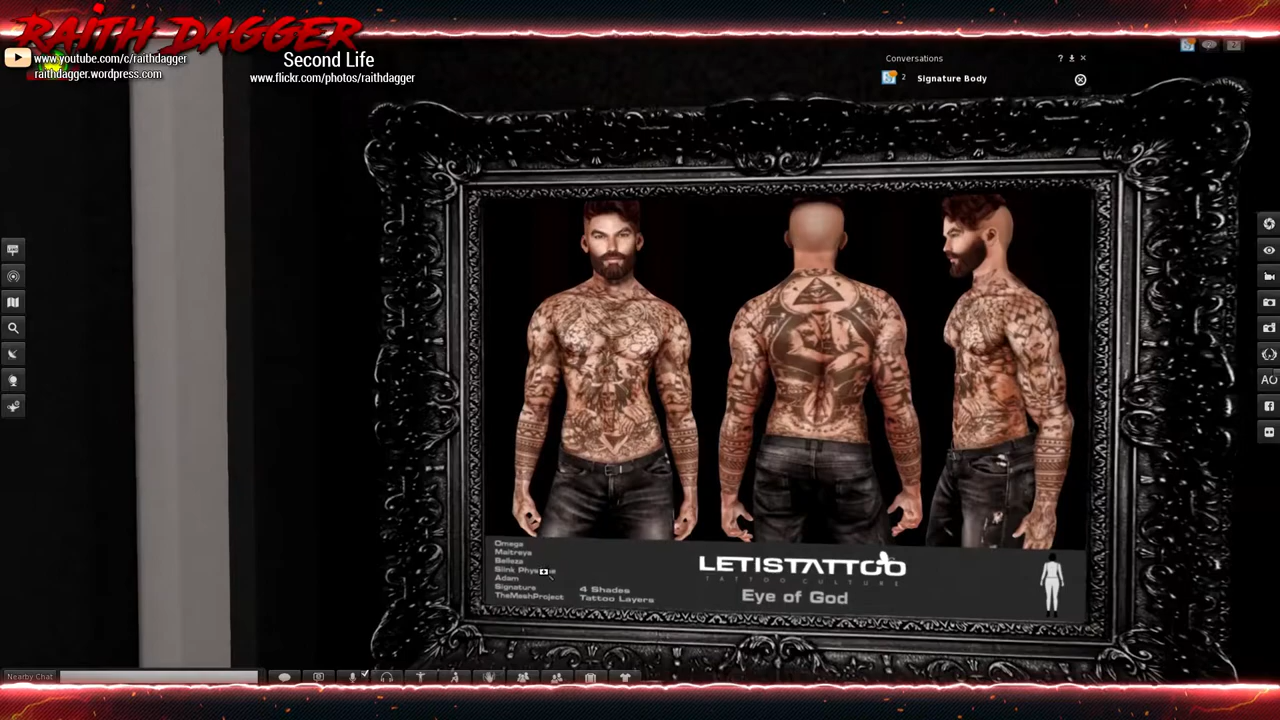 RAITH DAGGER
www.youtube.com/c/raithdagger
raithdagger.wordpress.com
Second Life
www.flickr.com/photos/raithdagger
Conversations
?
2 Signature Body
AO
Omega
Maitreya
Belleza
Slink Phys
Adam
Signature
TheMeshProject
4 Shades
Tattoo Layers
LETISTATTOO
TATTOO CULTURE
Eye of God
Nearby Chat